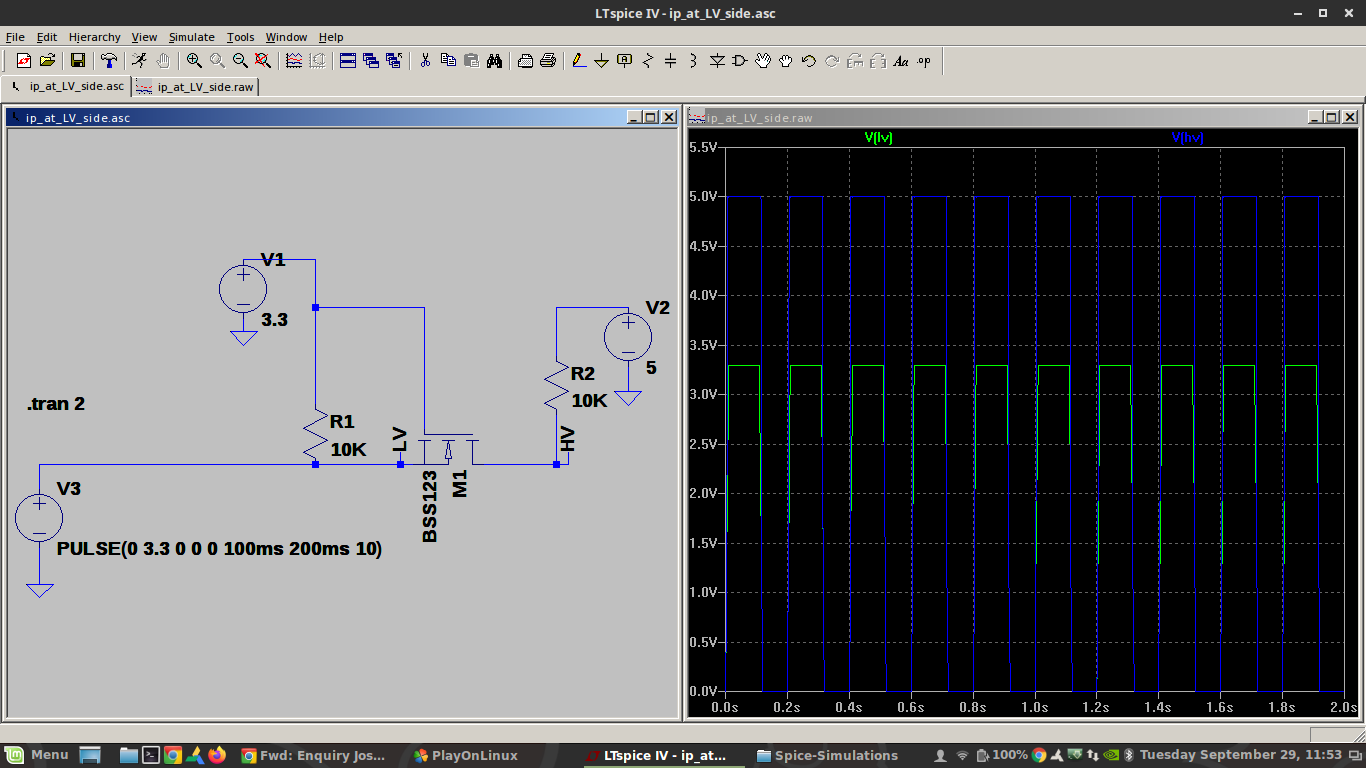 LTspice IV - ip_at_LV_side.asc
File Edit Hierarchy View Simulate Tools Window Help
Aa .op
ip_at_LV_side.asc ip_at_LV_side.raw
ip_at_LV_side.asc
ip_at_LV_side.raw
V1
3.3
V2
5
R2
10K
.tran 2
R1
10K
LV
HV
BSS123
M1
V3
PULSE(0 3.3 0 0 0 100ms 200ms 10)
V(lv) V(hv)
5.5V
5.0V
4.5V
4.0V
3.5V
3.0V
2.5V
2.0V
1.5V
1.0V
0.5V
0.0V
0.0s 0.2s 0.4s 0.6s 0.8s 1.0s 1.2s 1.4s 1.6s 1.8s 2.0s
Menu Fwd: Enquiry Jos... PlayOnLinux LTspice IV - ip_at... Spice-Simulations 100% Tuesday September 29, 11:53